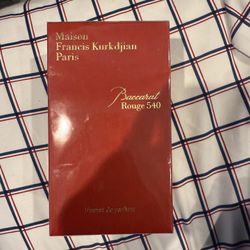 Maison
Francis Kurkdjian
Paris
Baccarat
Rouge 540